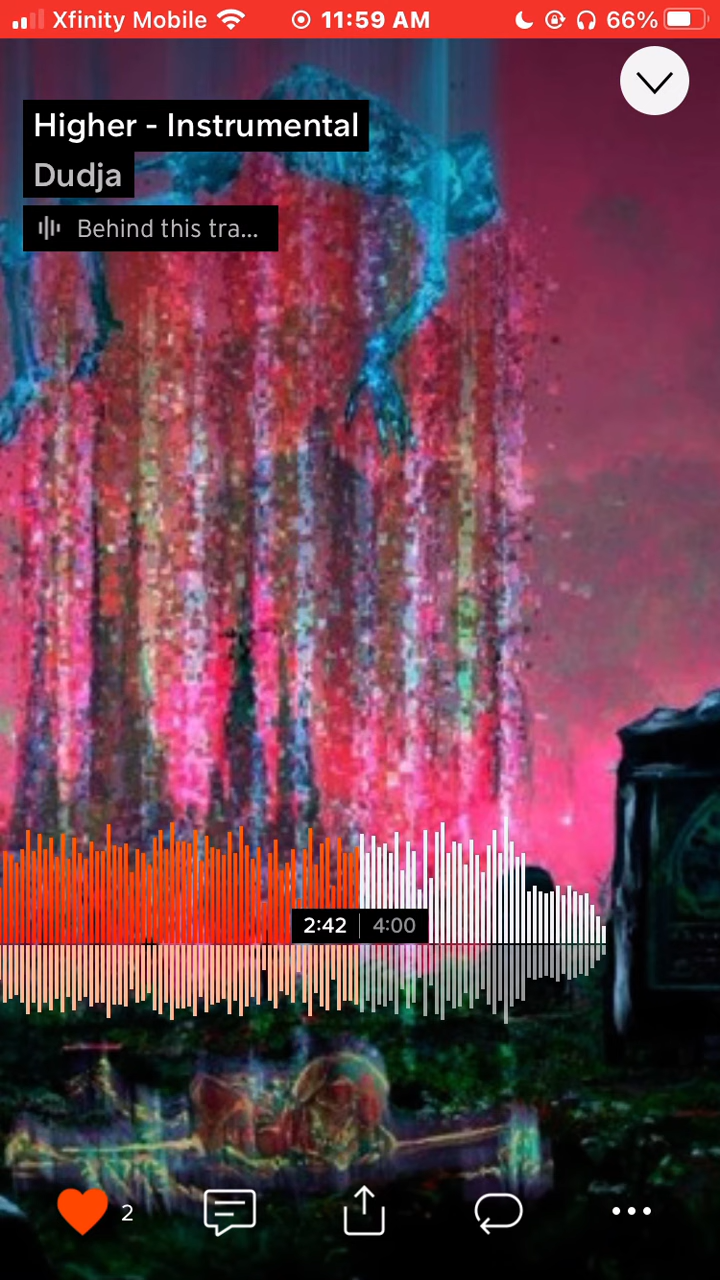 Xfinity Mobile 11:59 AM 66%
Higher - Instrumental
Dudja
Behind this tra...
2:42 4:00
2